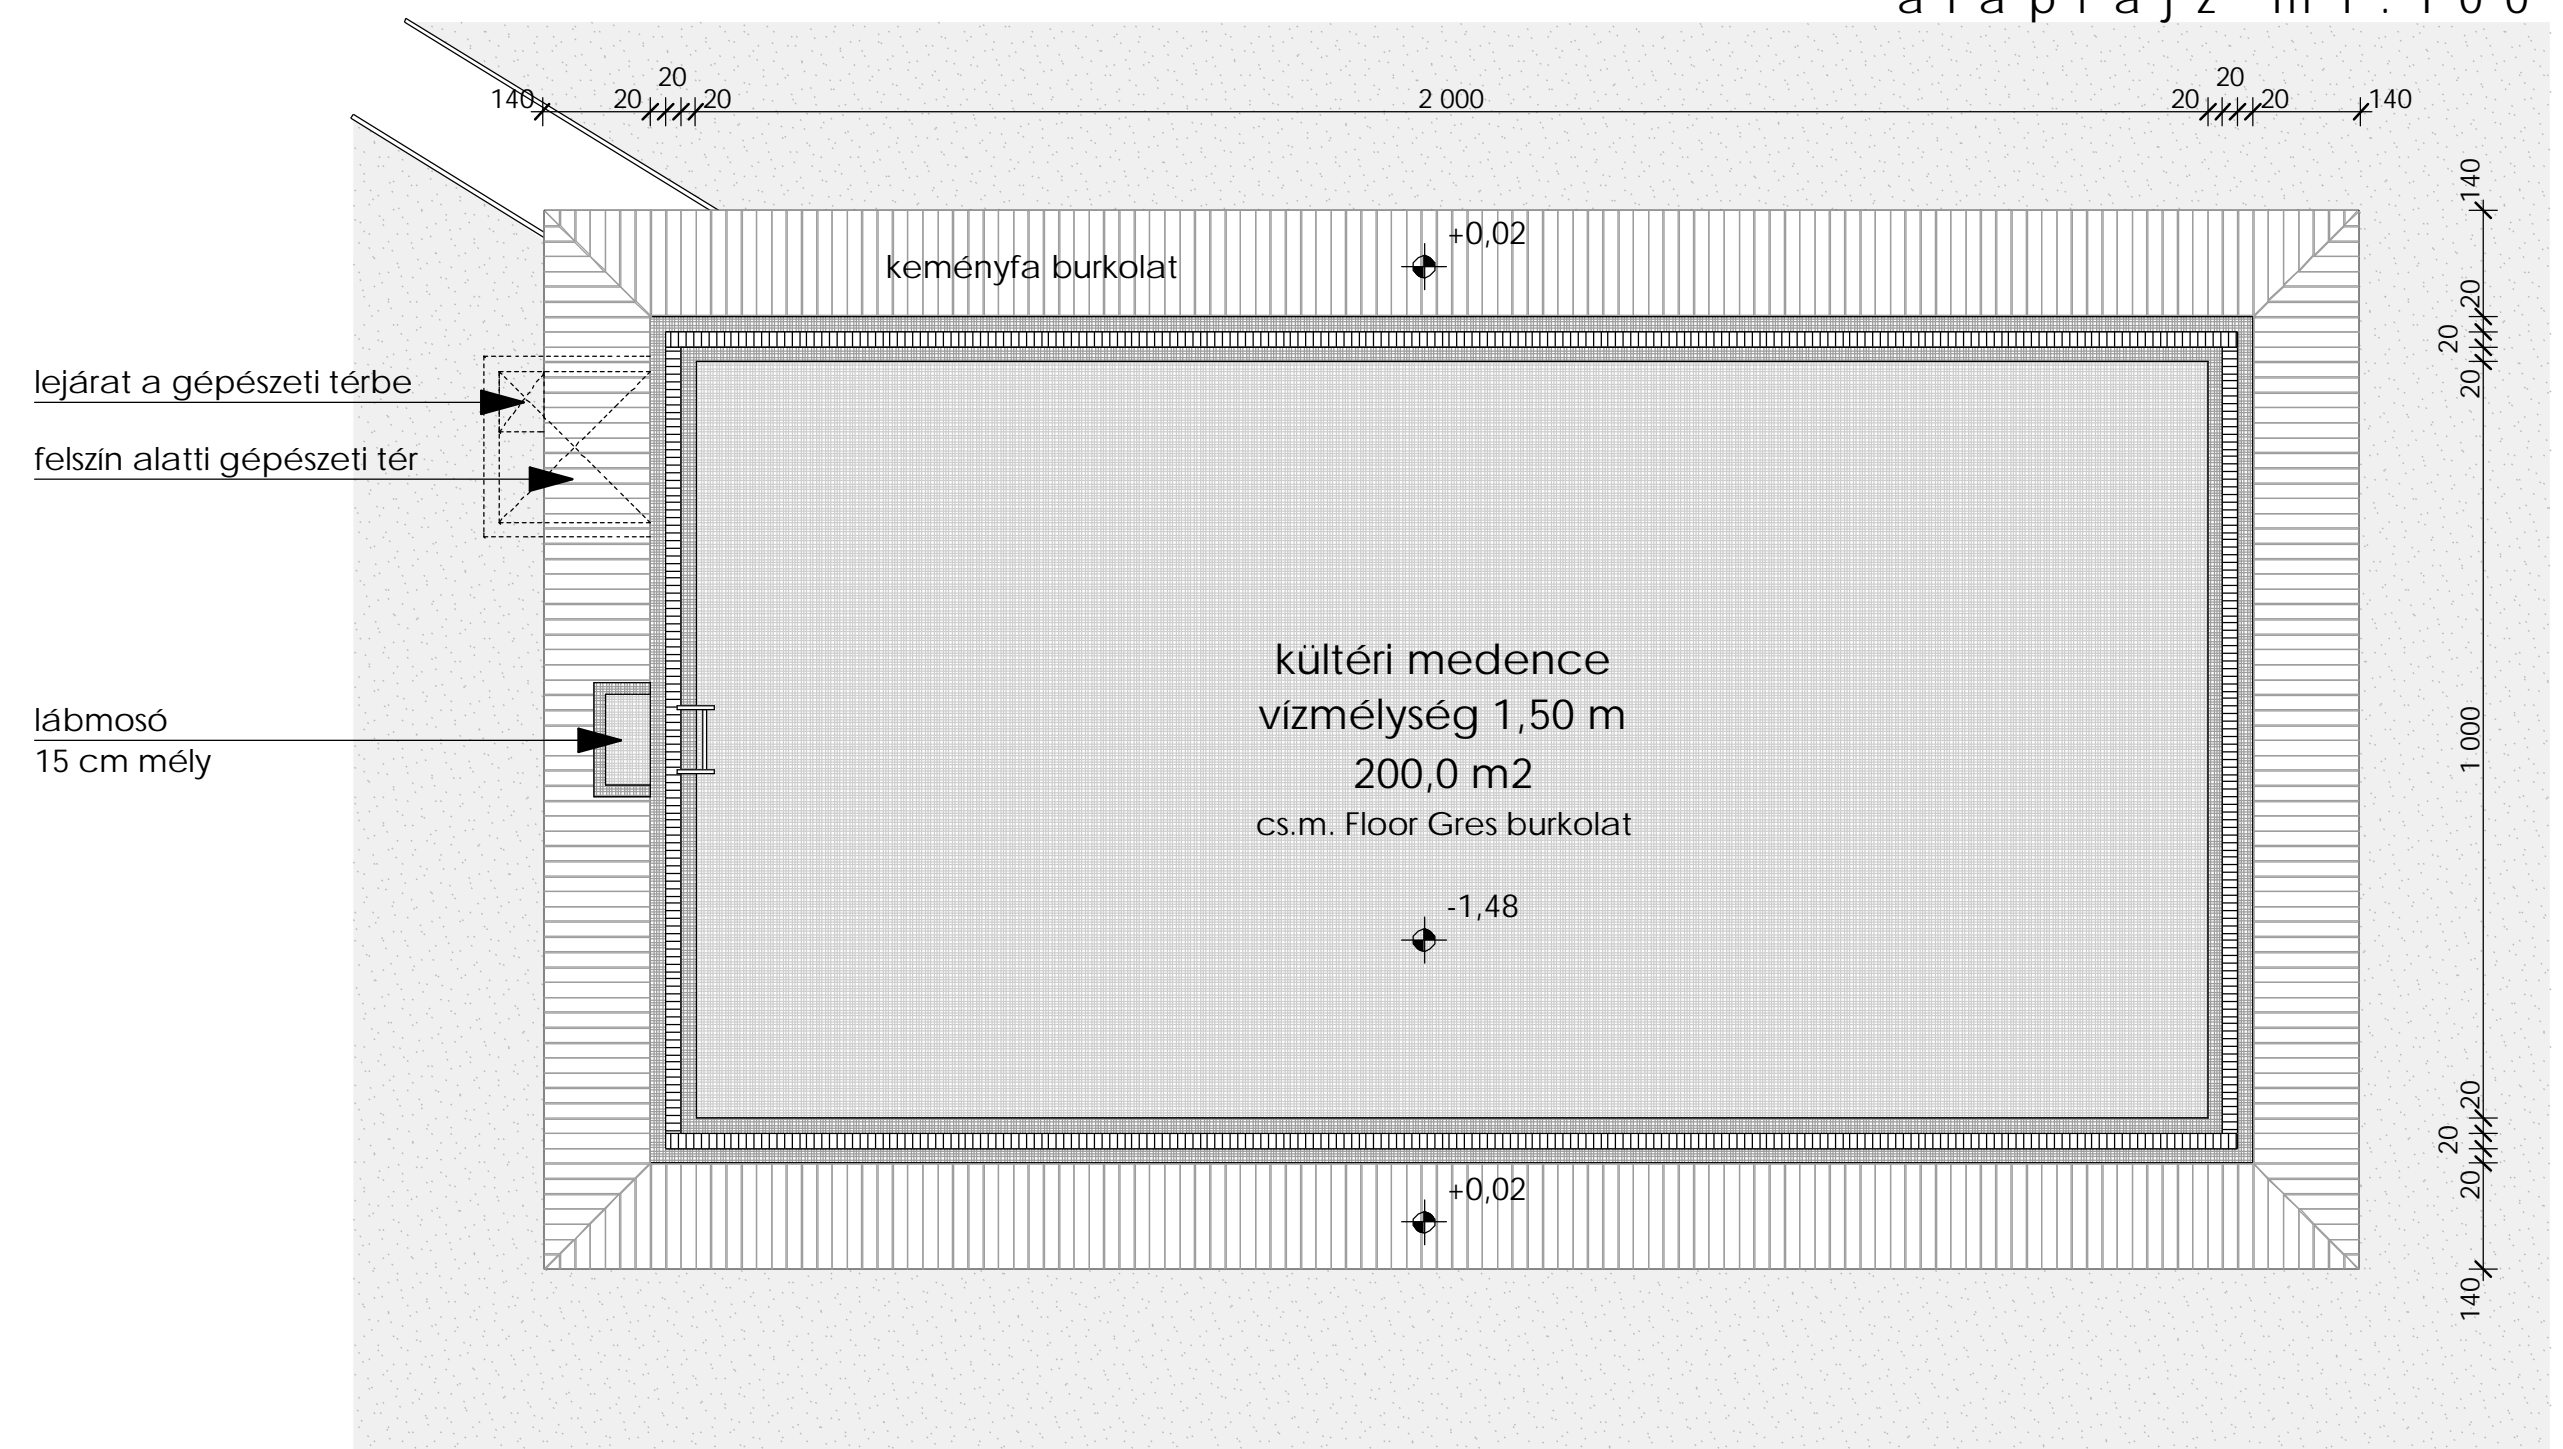 alaprajz m1:100
20
20
140
20
20
2 000
20
20
140
140
+0,02
keményfa burkolat
20
20
20
lejárat a gépészeti térbe
felszín alatti gépészeti tér
kültéri medence
vízmélység 1,50 m
lábmosó
15 cm mély
1 000
200,0 m2
cs.m. Floor Gres burkolat
-1,48
20
20
20
+0,02
140